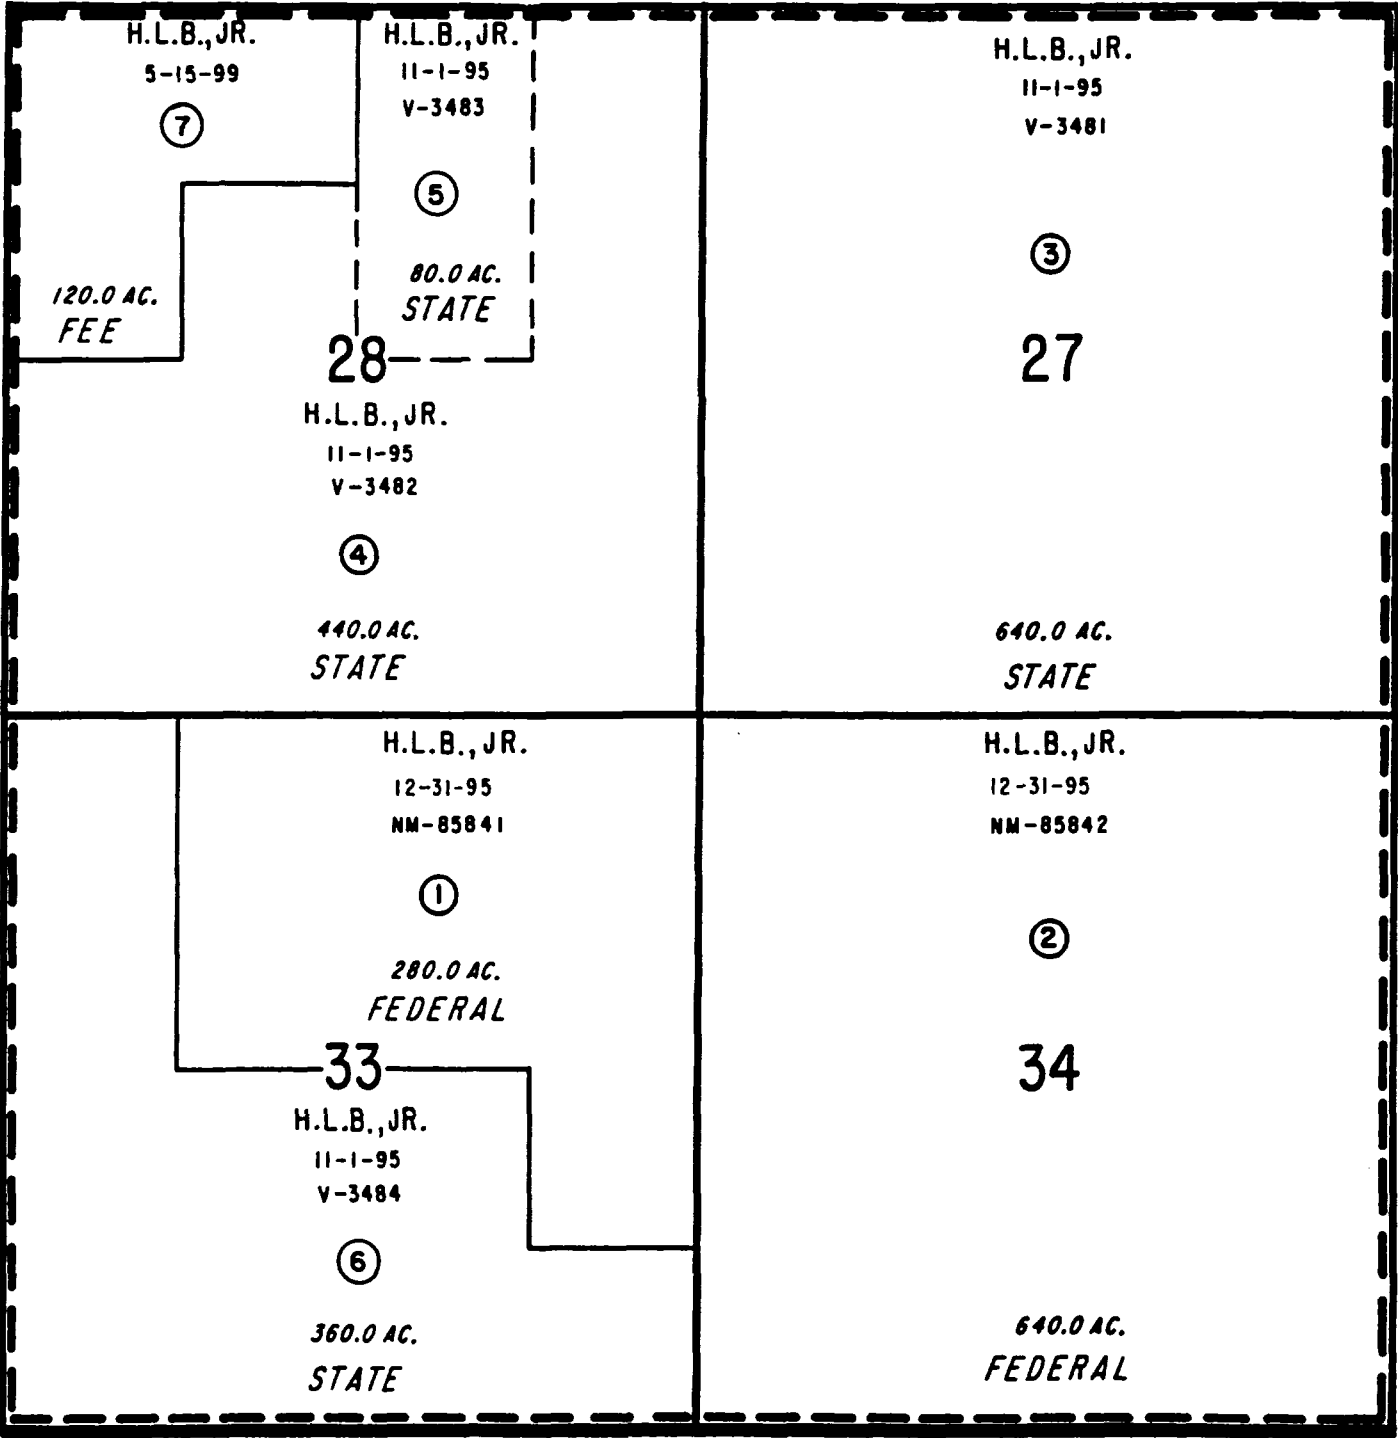 H.L.B.,JR.
5-15-99
7
120.0 AC.
FEE
H.L.B.,JR.
11-1-95
V-3483
5
80.0 AC.
STATE
28
H.L.B.,JR.
11-1-95
V-3482
4
440.0 AC.
STATE
H.L.B.,JR.
11-1-95
V-3481
3
27
640.0 AC.
STATE
H.L.B.,JR.
12-31-95
NM-85841
1
280.0 AC.
FEDERAL
33
H.L.B.,JR.
11-1-95
V-3484
6
360.0 AC.
STATE
H.L.B.,JR.
12-31-95
NM-85842
2
34
640.0 AC.
FEDERAL